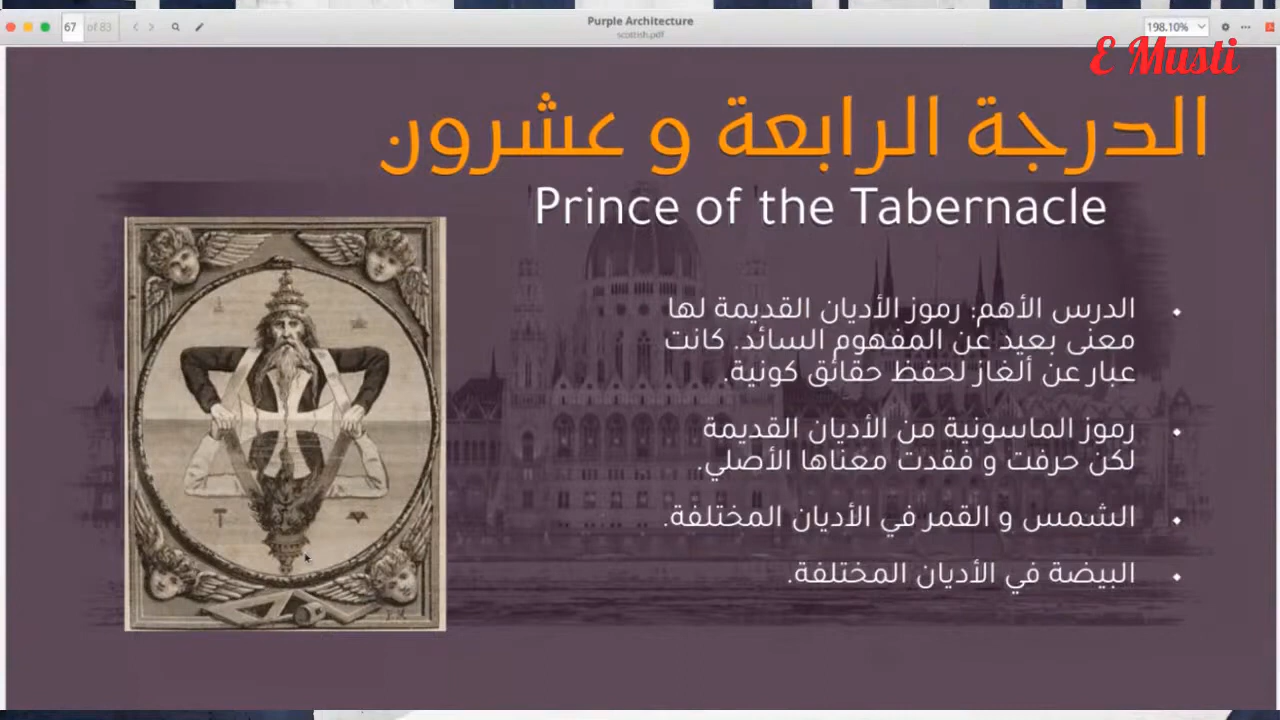 67 of 83
Purple Architecture
scottish.pdf
198.10%
E Musti
الدرجة الرابعة و عشرون
Prince of the Tabernacle
الدرس الأهم: رموز الأديان القديمة لها
معنى بعيد عن المفهوم السائد. كانت
عبار عن ألغاز لحفظ حقائق كونية.
رموز الماسونية من الأديان القديمة
لكن حرفت و فقدت معناها الأصلي.
الشمس و القمر في الأديان المختلفة.
البيضة في الأديان المختلفة.